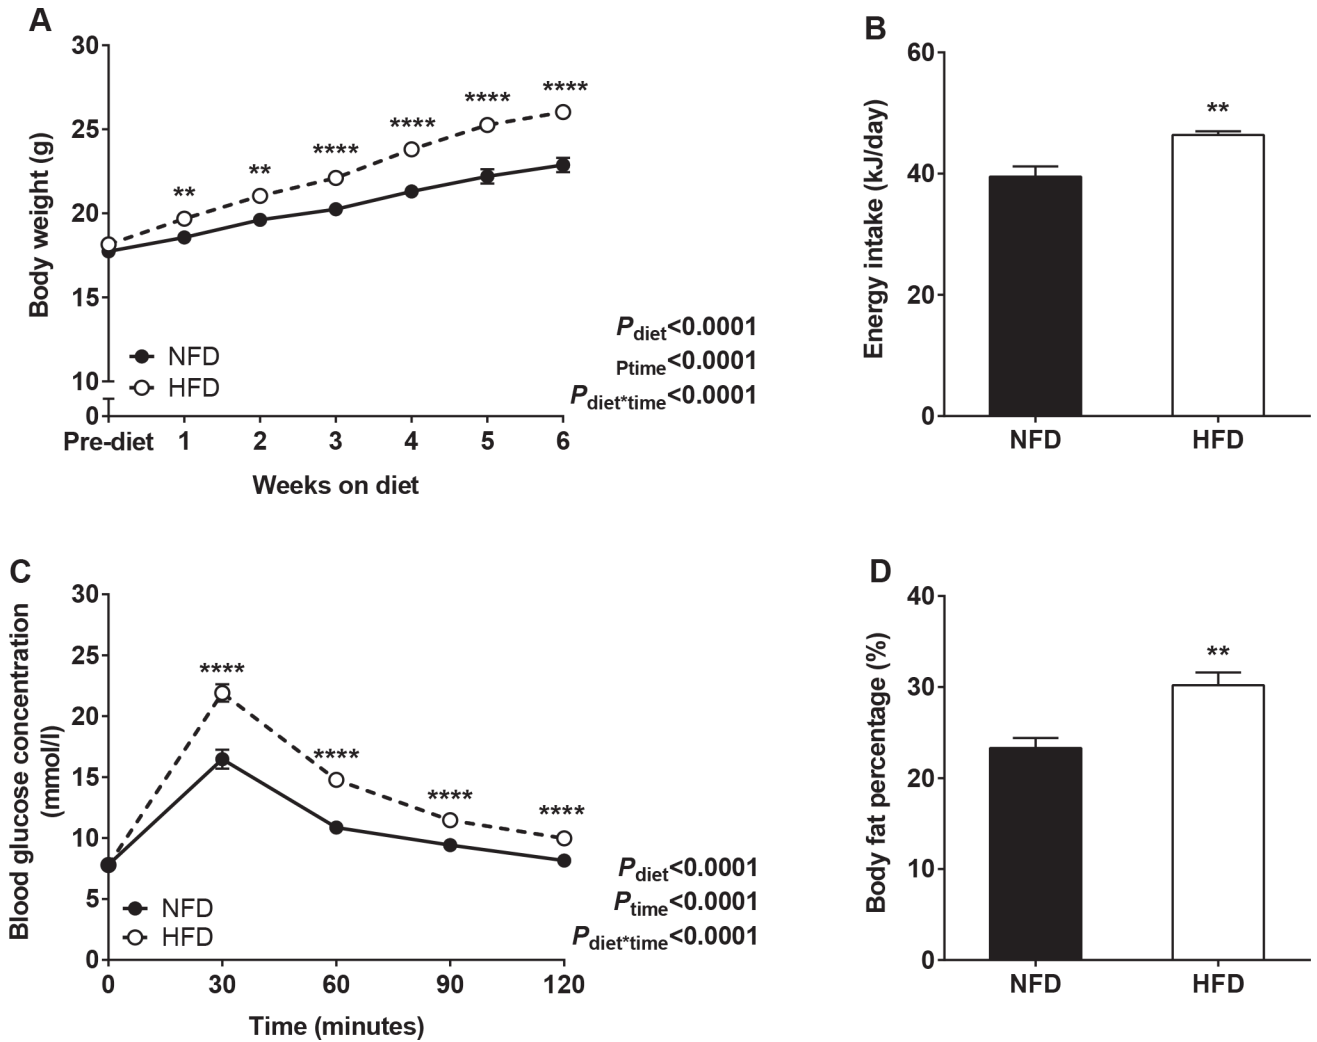 A
30
25
20
15
10
0
Body weight (g)
**
**
****
****
****
****
NFD
HFD
Pdiet<0.0001
Ptime<0.0001
Pdiet*time<0.0001
Pre-diet 1 2 3 4 5 6
Weeks on diet
B
60
40
20
0
Energy intake (kJ/day)
**
NFD HFD
C
30
25
20
15
10
5
0
Blood glucose concentration
(mmol/l)
****
****
****
****
NFD
HFD
Pdiet<0.0001
Ptime<0.0001
Pdiet*time<0.0001
0 30 60 90 120
Time (minutes)
D
40
30
20
10
0
Body fat percentage (%)
**
NFD HFD